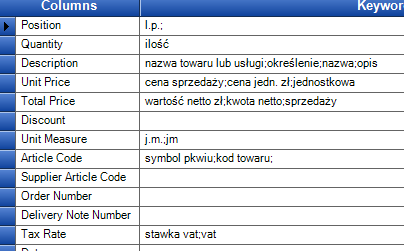 Columns Keywor
Position l.p.;
Quantity ilość
Description nazwa towaru lub usługi;określenie;nazwa;opis
Unit Price cena sprzedaży;cena jedn. zł;jednostkowa
Total Price wartość netto zł;kwota netto;sprzedaży
Discount
Unit Measure j.m.;jm
Article Code symbol pkwiu;kod towaru;
Supplier Article Code
Order Number
Delivery Note Number
Tax Rate stawka vat;vat